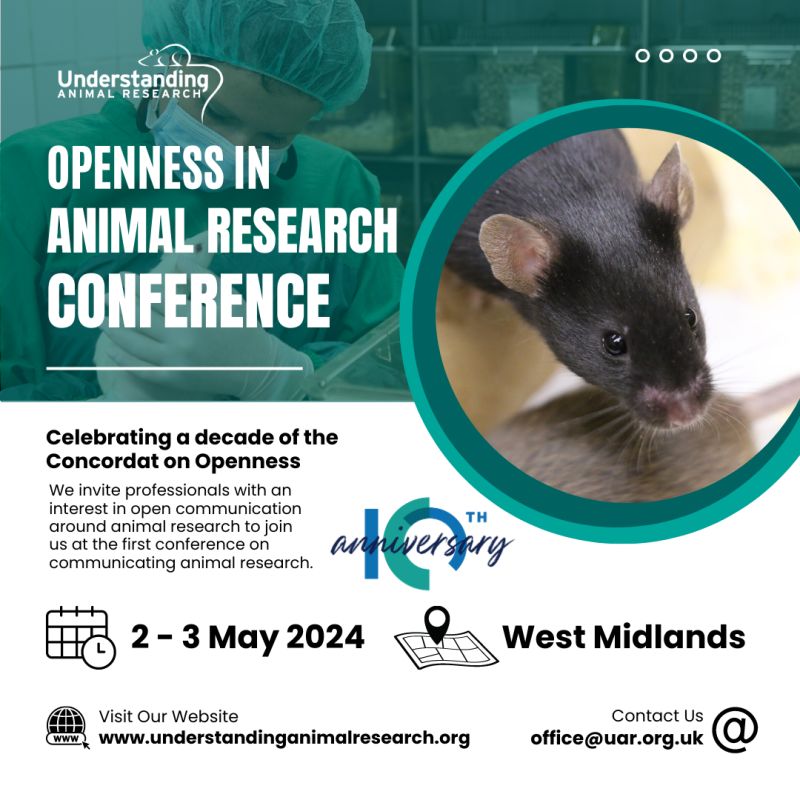 Understanding
ANIMAL RESEARCH
OPENNESS IN
ANIMAL RESEARCH
CONFERENCE
Celebrating a decade of the
Concordat on Openness
We invite professionals with an
interest in open communication
around animal research to join
us at the first conference on
communicating animal research.
10TH
anniversary
2 - 3 May 2024
West Midlands
Visit Our Website
www.understandinganimalresearch.org
WWW
Contact Us
office@uar.org.uk
@